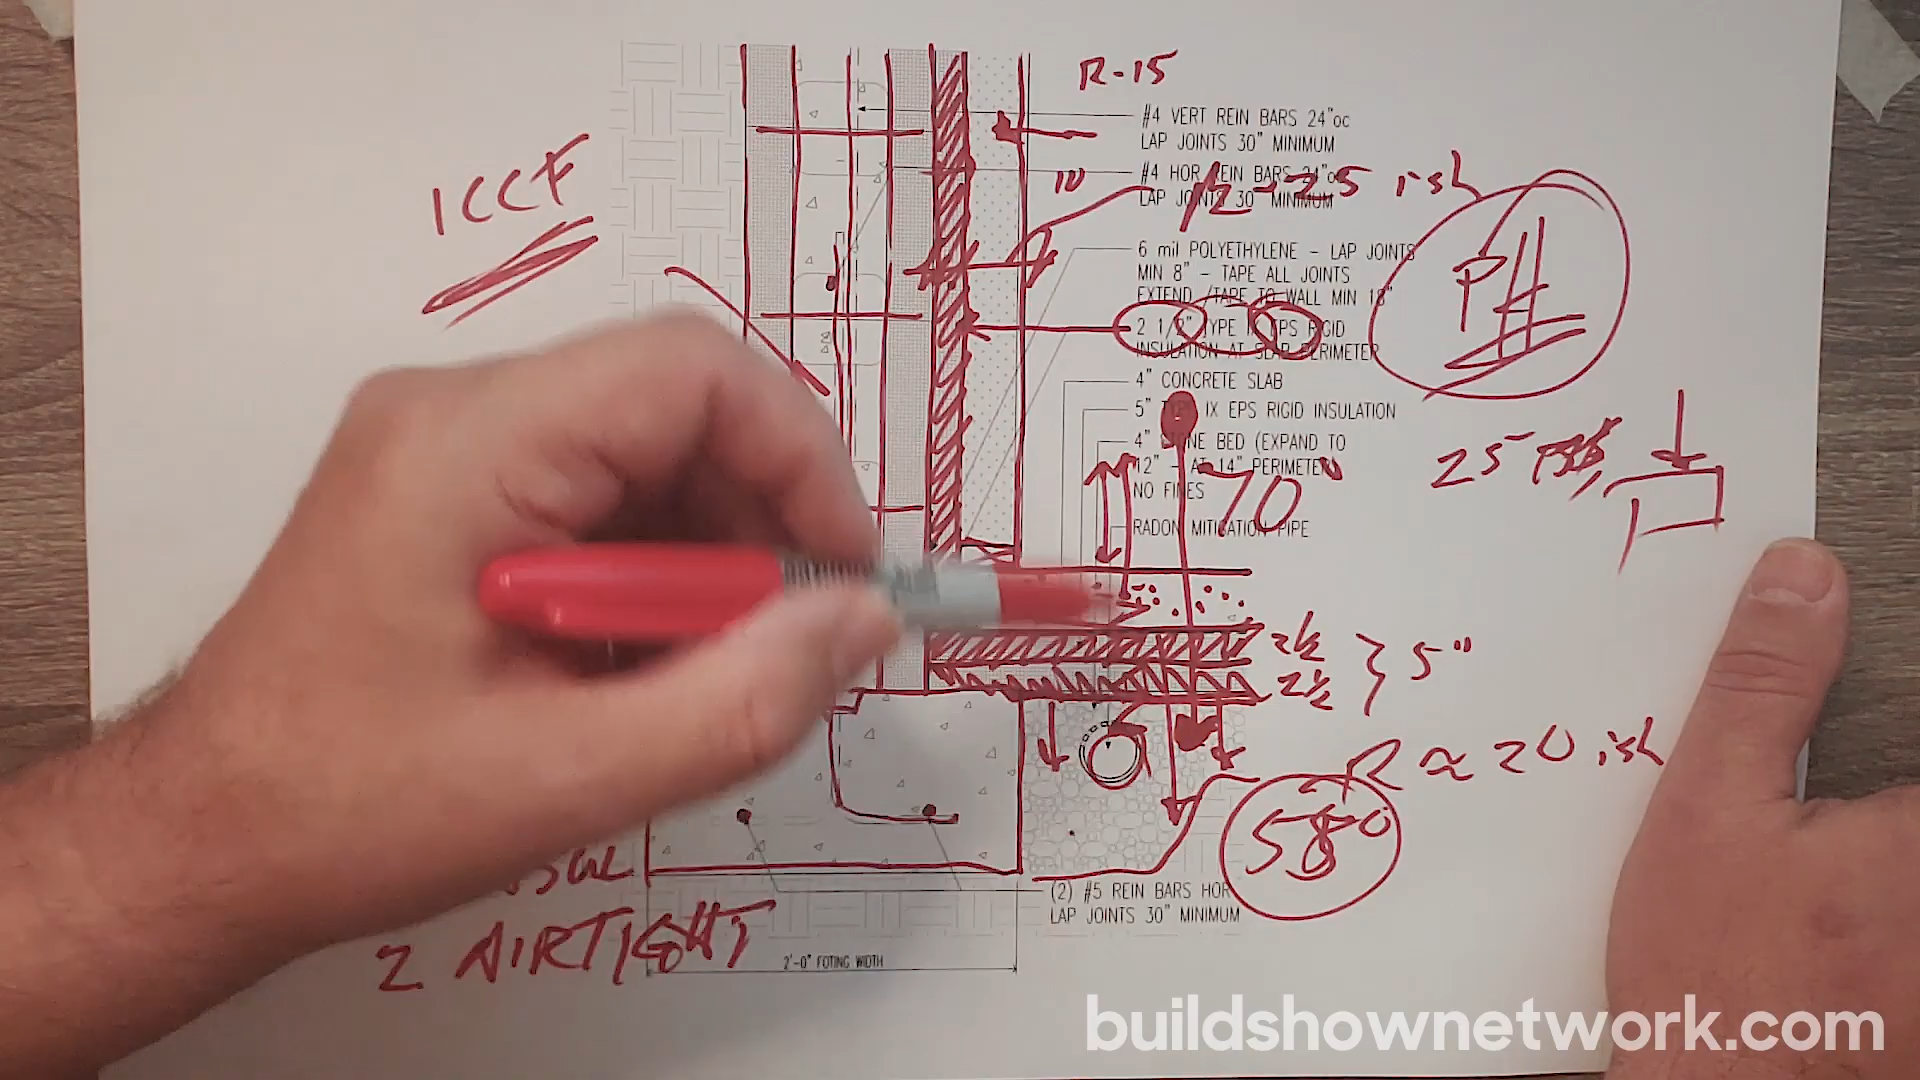 R-15
#4 VERT REIN BARS 24"oc
LAP JOINTS 30" MINIMUM
#4 HOR REIN BARS 24"oc
LAP JOINTS 30" MINIMUM
10
ish
ICCF
6 mil POLYETHYLENE - LAP JOINTS
MIN 8" - TAPE ALL JOINTS
EXTEND /TAPE TO WALL MIN 18"
2 1/2" TYPE IX EPS RIGID
INSULATION AT SLAB PERIMETER
4" CONCRETE SLAB
5" TYPE IX EPS RIGID INSULATION
4" STONE BED (EXPAND TO
12" - AT 14" PERIMETER
NO FINES
25
70°
RADON MITIGATION PIPE
2½
2½
5"
R ≈ 20 ish
58°
(2) #5 REIN BARS HOR
LAP JOINTS 30" MINIMUM
2 AIRTIGHT
2'-0" FOTING WIDTH
buildshownetwork.com